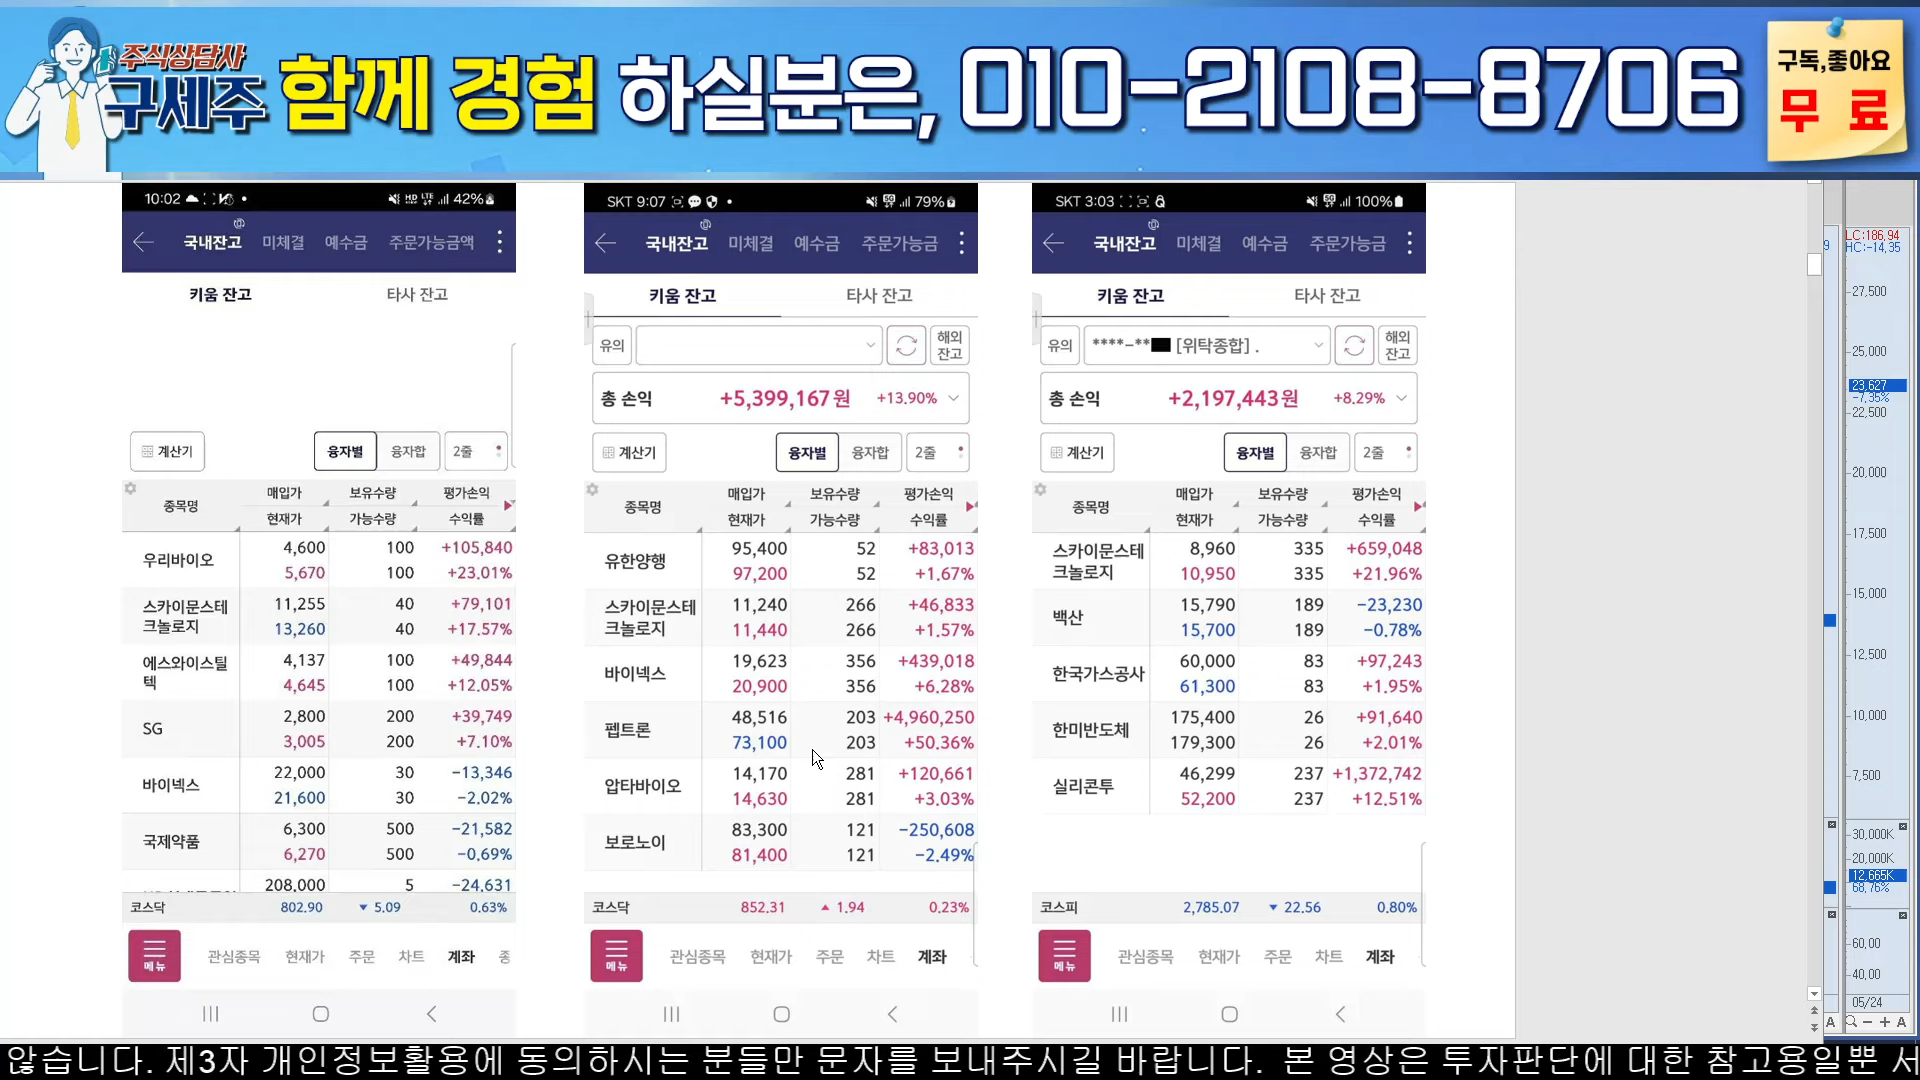 주식상담사
구세주
함께 경험 하실분은, 010-2108-8706
구독,좋아요
무 료
10:02 42%
국내잔고 미체결 예수금 주문가능금액
키움 잔고 타사 잔고
계산기 융자별 융자합 2줄
종목명 매입가 보유수량 평가손익
현재가 가능수량 수익률
우리바이오 4,600 100 +105,840
5,670 100 +23.01%
스카이문스테크놀로지 11,255 40 +79,101
13,260 40 +17.57%
에스와이스틸텍 4,137 100 +49,844
4,645 100 +12.05%
SG 2,800 200 +39,749
3,005 200 +7.10%
바이넥스 22,000 30 −13,346
21,600 30 −2.02%
국제약품 6,300 500 −21,582
6,270 500 −0.69%
208,000 5 −24,631
코스닥 802.90 ▼ 5.09 0.63%
메뉴 관심종목 현재가 주문 차트 계좌 종
SKT 9:07 79%
국내잔고 미체결 예수금 주문가능금
키움 잔고 타사 잔고
유의 해외잔고
총 손익 +5,399,167원 +13.90%
계산기 융자별 융자합 2줄
종목명 매입가 보유수량 평가손익
현재가 가능수량 수익률
유한양행 95,400 52 +83,013
97,200 52 +1.67%
스카이문스테크놀로지 11,240 266 +46,833
11,440 266 +1.57%
바이넥스 19,623 356 +439,018
20,900 356 +6.28%
펩트론 48,516 203 +4,960,250
73,100 203 +50.36%
압타바이오 14,170 281 +120,661
14,630 281 +3.03%
보로노이 83,300 121 −250,608
81,400 121 −2.49%
코스닥 852.31 ▲ 1.94 0.23%
메뉴 관심종목 현재가 주문 차트 계좌
SKT 3:03 100%
국내잔고 미체결 예수금 주문가능금
키움 잔고 타사 잔고
유의 ****-** [위탁종합] . 해외잔고
총 손익 +2,197,443원 +8.29%
계산기 융자별 융자합 2줄
종목명 매입가 보유수량 평가손익
현재가 가능수량 수익률
스카이문스테크놀로지 8,960 335 +659,048
10,950 335 +21.96%
백산 15,790 189 −23,230
15,700 189 −0.78%
한국가스공사 60,000 83 +97,243
61,300 83 +1.95%
한미반도체 175,400 26 +91,640
179,300 26 +2.01%
실리콘투 46,299 237 +1,372,742
52,200 237 +12.51%
코스피 2,785.07 ▼ 22.56 0.80%
메뉴 관심종목 현재가 주문 차트 계좌
LC:186,94
HC:-14,35
27,500
25,000
23,627
-7,35%
22,500
20,000
17,500
15,000
12,500
10,000
7,500
30,000K
20,000K
12,665K
68,76%
60,00
40,00
05/24
A − + A
않습니다. 제3자 개인정보활용에 동의하시는 분들만 문자를 보내주시길 바랍니다. 본 영상은 투자판단에 대한 참고용일뿐 서